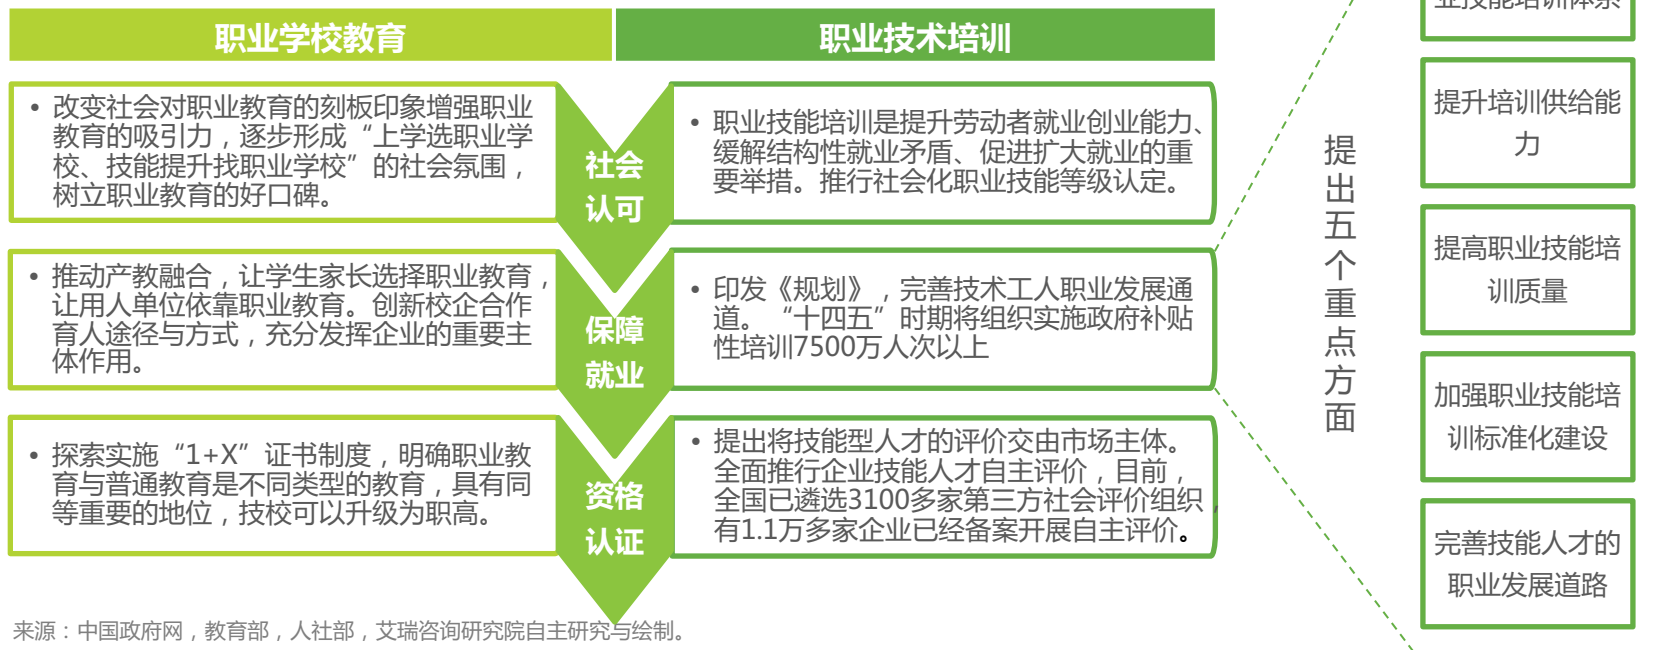 职业学校教育
职业技术培训
• 改变社会对职业教育的刻板印象增强职业
教育的吸引力，逐步形成“上学选职业学
校、技能提升找职业学校”的社会氛围，
树立职业教育的好口碑。
社会
认可
• 职业技能培训是提升劳动者就业创业能力、
缓解结构性就业矛盾、促进扩大就业的重
要举措。推行社会化职业技能等级认定。
• 推动产教融合，让学生家长选择职业教育，
让用人单位依靠职业教育。创新校企合作
育人途径与方式，充分发挥企业的重要主
体作用。
保障
就业
• 印发《规划》，完善技术工人职业发展通
道。“十四五”时期将组织实施政府补贴
性培训7500万人次以上
• 探索实施“1+X”证书制度，明确职业教
育与普通教育是不同类型的教育，具有同
等重要的地位，技校可以升级为职高。
资格
认证
• 提出将技能型人才的评价交由市场主体。
全面推行企业技能人才自主评价，目前，
全国已遴选3100多家第三方社会评价组织，
有1.1万多家企业已经备案开展自主评价。
提出五个重点方面
业技能培训体系
提升培训供给能
力
提高职业技能培
训质量
加强职业技能培
训标准化建设
完善技能人才的
职业发展道路
来源：中国政府网，教育部，人社部，艾瑞咨询研究院自主研究与绘制。